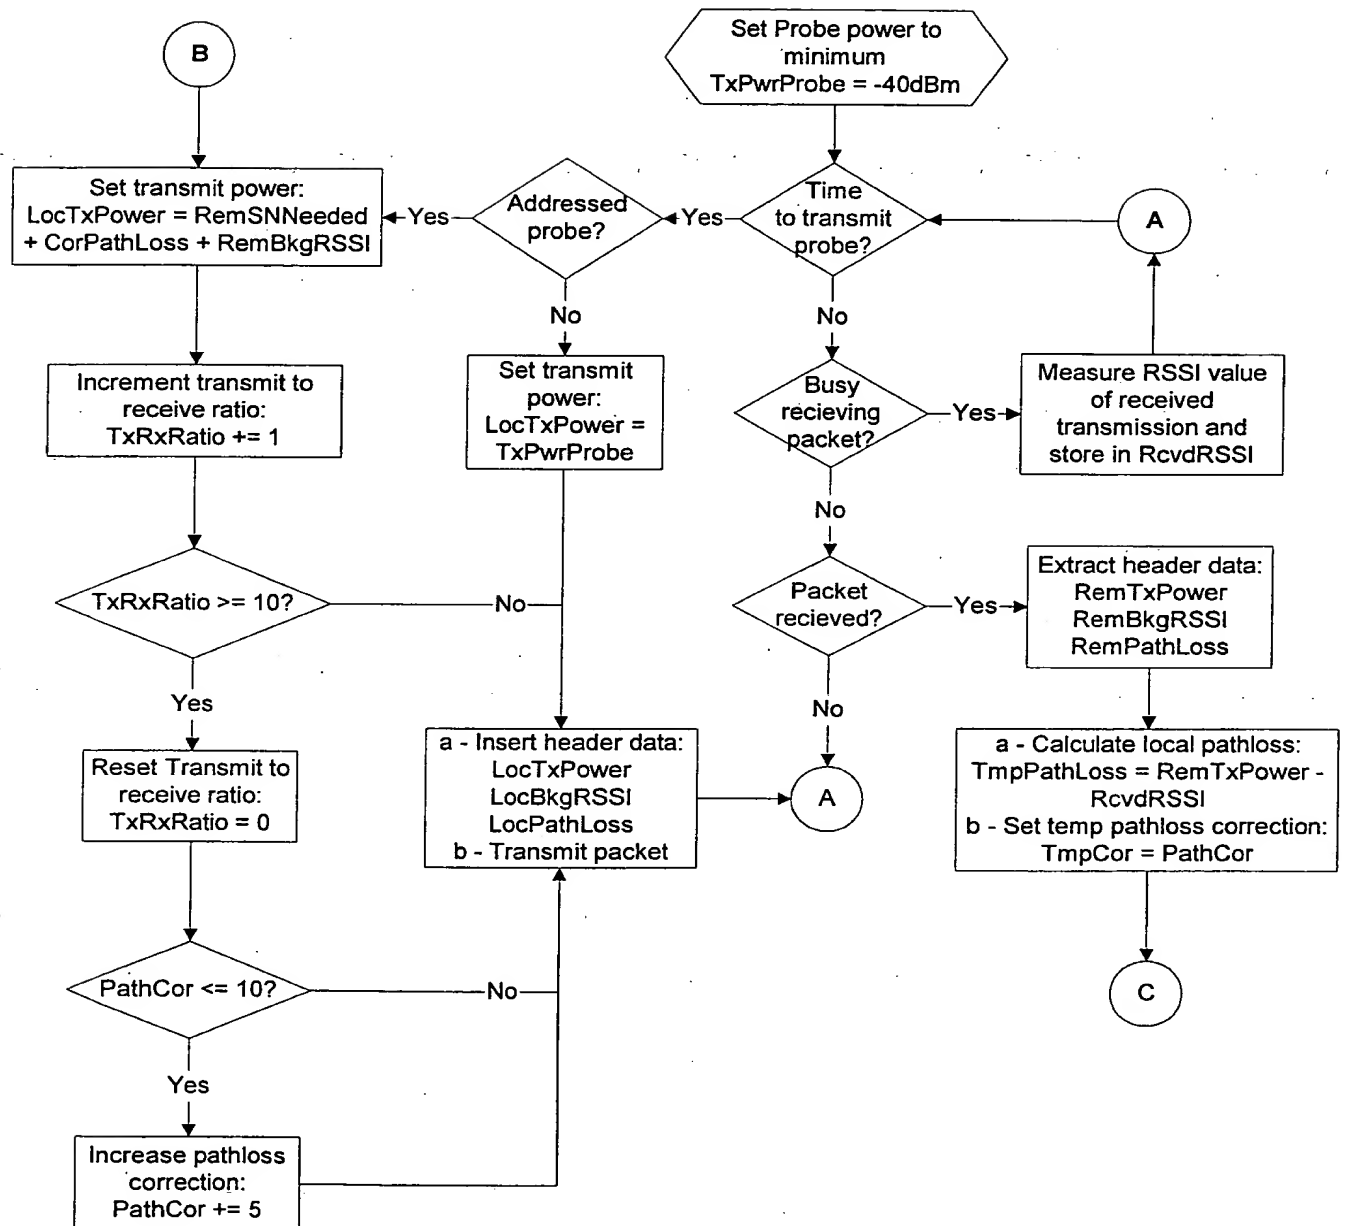 B
Set Probe power to
minimum
TxPwrProbe = -40dBm
Set transmit power:
LocTxPower = RemSNNeeded
+ CorPathLoss + RemBkgRSSI
Yes
Addressed
probe?
Yes
Time
to transmit
probe?
A
No
No
Increment transmit to
receive ratio:
TxRxRatio += 1
Set transmit
power:
LocTxPower =
TxPwrProbe
Busy
recieving
packet?
Yes
Measure RSSI value
of received
transmission and
store in RcvdRSSI
No
TxRxRatio >= 10?
No
Packet
recieved?
Yes
Extract header data:
RemTxPower
RemBkgRSSI
RemPathLoss
Yes
No
Reset Transmit to
receive ratio:
TxRxRatio = 0
a - Insert header data:
LocTxPower
LocBkgRSSI
LocPathLoss
b - Transmit packet
A
a - Calculate local pathloss:
TmpPathLoss = RemTxPower -
RcvdRSSI
b - Set temp pathloss correction:
TmpCor = PathCor
PathCor <= 10?
No
C
Yes
Increase pathloss
correction:
PathCor += 5